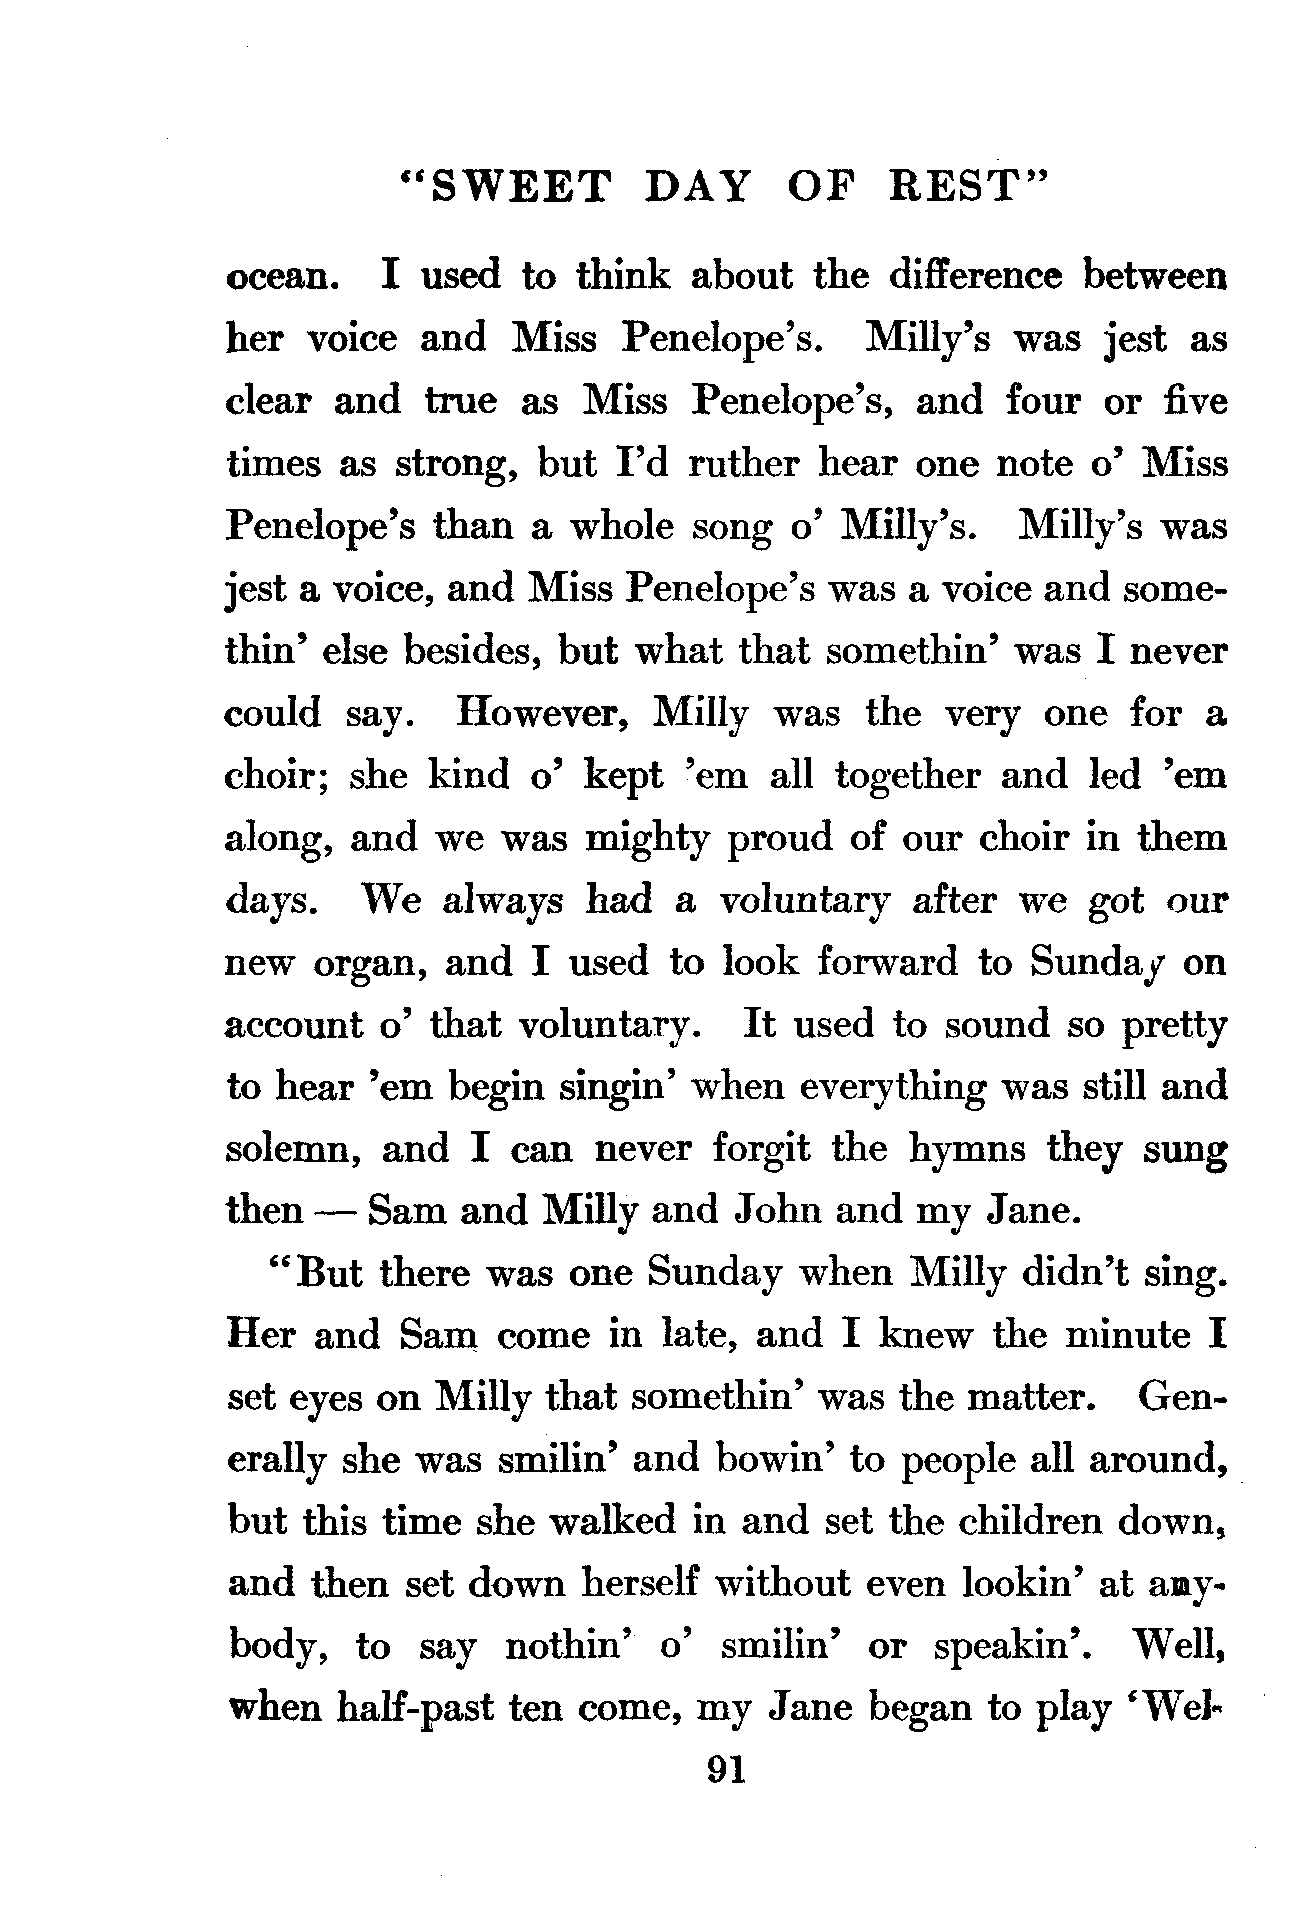 "SWEET DAY OF REST"
ocean. I used to think about the difference between
her voice and Miss Penelope's. Milly's was jest as
clear and true as Miss Penelope's, and four or five
times as strong, but I'd ruther hear one note o' Miss
Penelope's than a whole song o' Milly's. Milly's was
jest a voice, and Miss Penelope's was a voice and some-
thin' else besides, but what that somethin' was I never
could say. However, Milly was the very one for a
choir; she kind o' kept 'em all together and led 'em
along, and we was mighty proud of our choir in them
days. We always had a voluntary after we got our
new organ, and I used to look forward to Sunday on
account o' that voluntary. It used to sound so pretty
to hear 'em begin singin' when everything was still and
solemn, and I can never forgit the hymns they sung
then — Sam and Milly and John and my Jane.
"But there was one Sunday when Milly didn't sing.
Her and Sam come in late, and I knew the minute I
set eyes on Milly that somethin' was the matter. Gen-
erally she was smilin' and bowin' to people all around,
but this time she walked in and set the children down,
and then set down herself without even lookin' at any-
body, to say nothin' o' smilin' or speakin'. Well,
when half-past ten come, my Jane began to play 'Wel-
91